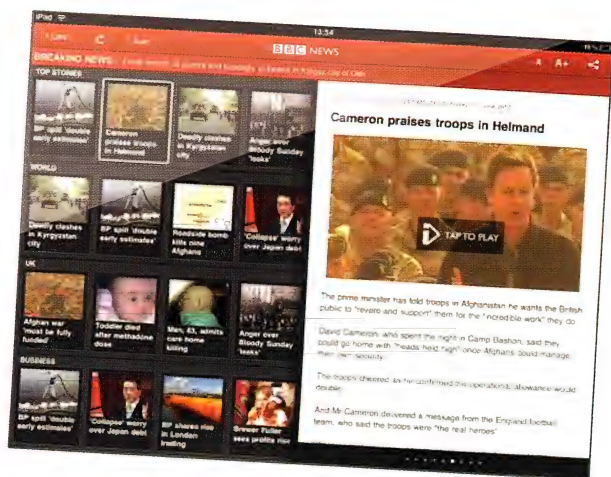 iPad
13:54
BBC NEWS
A A+
BREAKING NEWS
TOP STORIES
BP spill 'double
early estimates'
Cameron
praises troops
in Helmand
Deadly clashes
in Kyrgyzstan
city
Anger over
Bloody Sunday
'leaks'
WORLD
Deadly clashes
in Kyrgyzstan
city
BP spill 'double
early estimates'
Roadside bomb
kills nine
Afghans
'Collapse' worry
over Japan debt
UK
Afghan war
'must be fully
funded'
Toddler died
after methadone
dose
Man, 63, admits
care home
killing
Anger over
Bloody Sunday
'leaks'
BUSINESS
BP spill 'double
early estimates'
'Collapse' worry
over Japan debt
BP shares rise
in London
trading
Brewer Fuller
sees profits rise
Cameron praises troops in Helmand
TAP TO PLAY
The prime minister has told troops in Afghanistan he wants the British
public to "revere and support" them for the "incredible work" they do
David Cameron, who spent the night in Camp Bastion, said they
could go home with "heads held high" once Afghans could manage
their own security.
The troops cheered as he confirmed the operational allowance would
double.
And Mr Cameron delivered a message from the England football
team, who said the troops were "the real heroes"